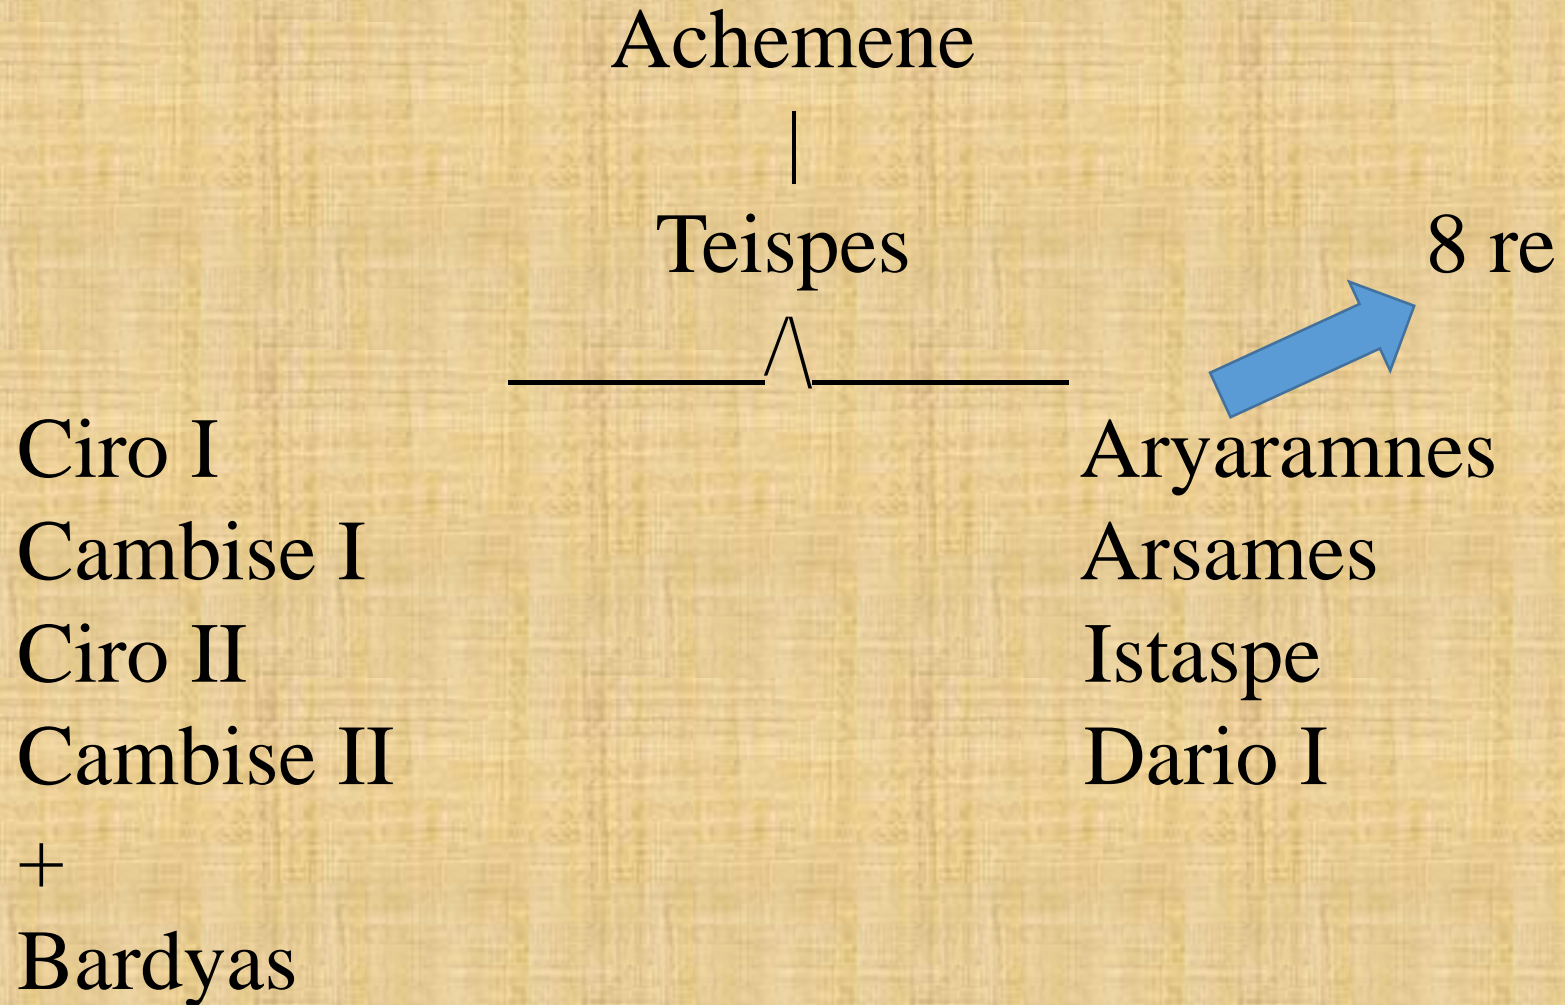 Achemene
Teispes 8 re
Ciro I Aryaramnes
Cambise I Arsames
Ciro II Istaspe
Cambise II Dario I
+
Bardyas